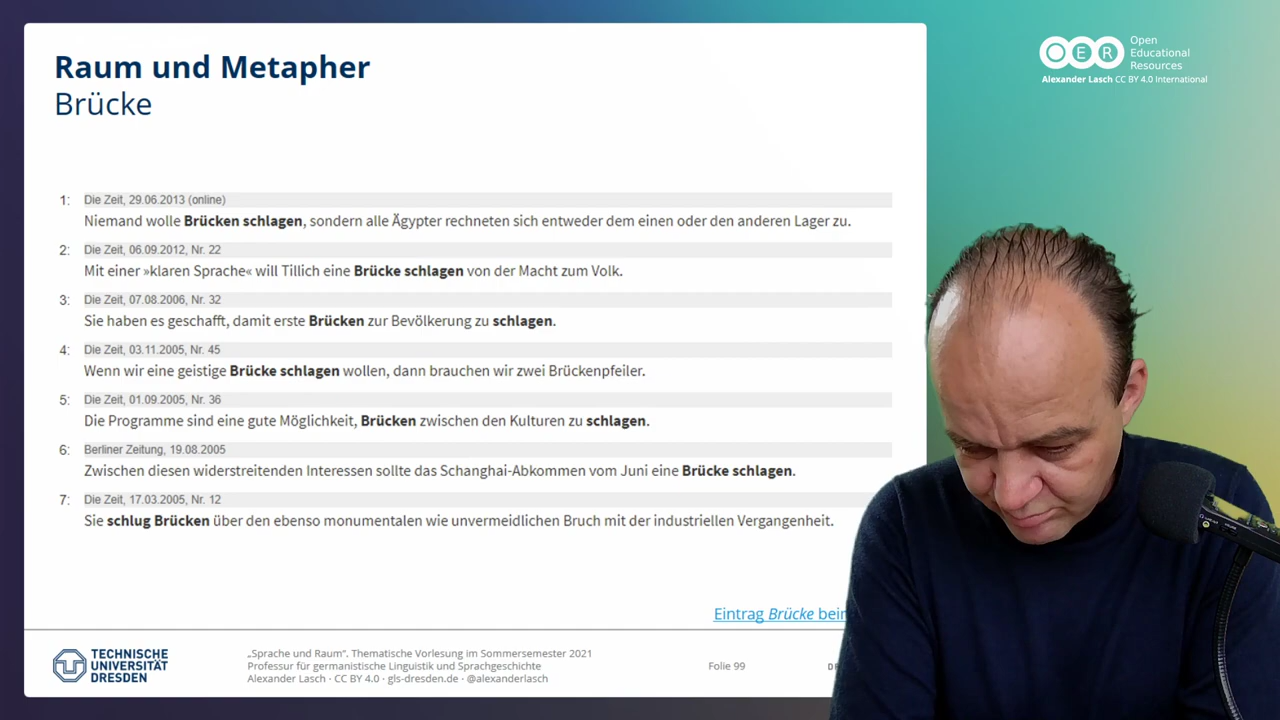 Raum und Metapher
Brücke
OER
Open
Educational
Resources
Alexander Lasch CC BY 4.0 International
1: Die Zeit, 29.06.2013 (online)
Niemand wolle Brücken schlagen, sondern alle Ägypter rechneten sich entweder dem einen oder den anderen Lager zu.
2: Die Zeit, 06.09.2012, Nr. 22
Mit einer »klaren Sprache« will Tillich eine Brücke schlagen von der Macht zum Volk.
3: Die Zeit, 07.08.2006, Nr. 32
Sie haben es geschafft, damit erste Brücken zur Bevölkerung zu schlagen.
4: Die Zeit, 03.11.2005, Nr. 45
Wenn wir eine geistige Brücke schlagen wollen, dann brauchen wir zwei Brückenpfeiler.
5: Die Zeit, 01.09.2005, Nr. 36
Die Programme sind eine gute Möglichkeit, Brücken zwischen den Kulturen zu schlagen.
6: Berliner Zeitung, 19.08.2005
Zwischen diesen widerstreitenden Interessen sollte das Schanghai-Abkommen vom Juni eine Brücke schlagen.
7: Die Zeit, 17.03.2005, Nr. 12
Sie schlug Brücken über den ebenso monumentalen wie unvermeidlichen Bruch mit der industriellen Vergangenheit.
Eintrag Brücke
TECHNISCHE
UNIVERSITÄT
DRESDEN
„Sprache und Raum". Thematische Vorlesung im Sommersemester 2021
Professur für germanistische Linguistik und Sprachgeschichte
Alexander Lasch · CC BY 4.0 · gls-dresden.de · @alexanderlasch
Folie 99